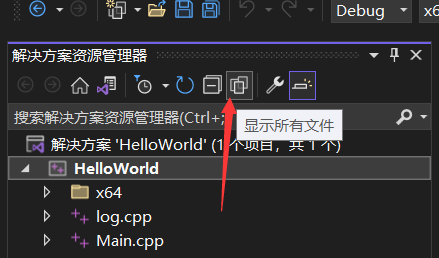 Debug
x6
解决方案资源管理器
搜索解决方案资源管理器(Ctrl+;
显示所有文件
解决方案 'HelloWorld' (1 个项目，共 1 个)
HelloWorld
x64
log.cpp
Main.cpp